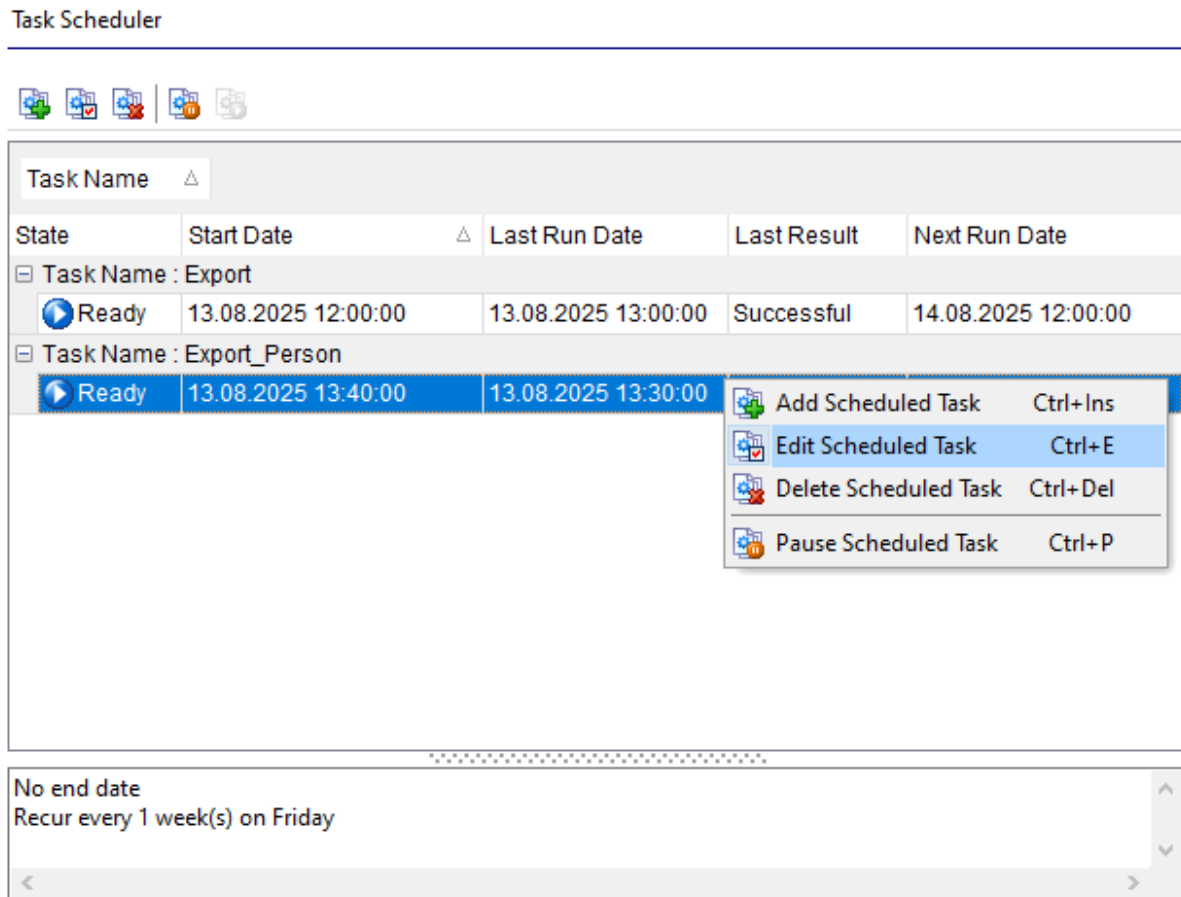 Task Scheduler
Task Name
State Start Date Last Run Date Last Result Next Run Date
Task Name : Export
Ready 13.08.2025 12:00:00 13.08.2025 13:00:00 Successful 14.08.2025 12:00:00
Task Name : Export_Person
Ready 13.08.2025 13:40:00 13.08.2025 13:30:00
Add Scheduled Task Ctrl+Ins
Edit Scheduled Task Ctrl+E
Delete Scheduled Task Ctrl+Del
Pause Scheduled Task Ctrl+P
No end date
Recur every 1 week(s) on Friday